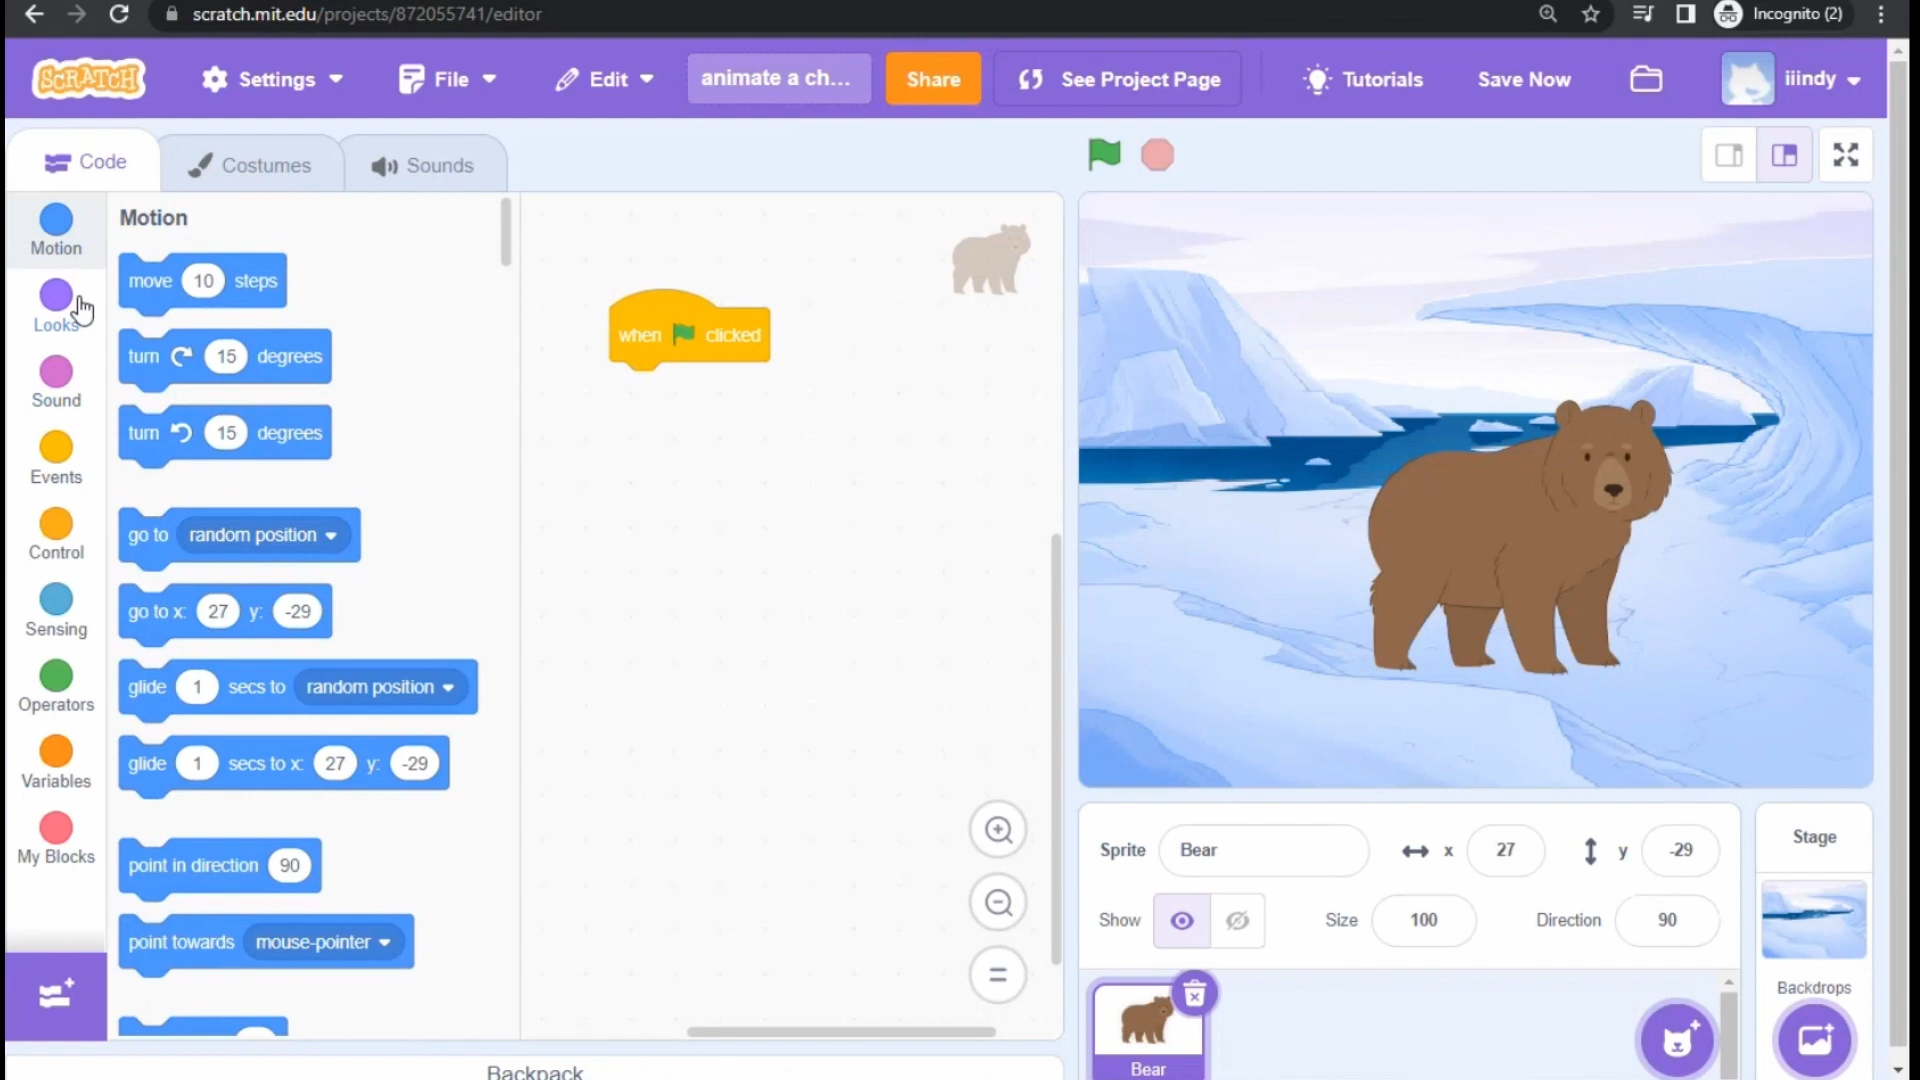 scratch.mit.edu/projects/872055741/editor
Incognito (2)
SCRATCH
Settings
File
Edit
animate a ch...
Share
See Project Page
Tutorials
Save Now
iiindy
Code
Costumes
Sounds
Motion
Looks
Sound
Events
Control
Sensing
Operators
Variables
My Blocks
Motion
move 10 steps
turn 15 degrees
turn 15 degrees
go to random position
go to x: 27 y: -29
glide 1 secs to random position
glide 1 secs to x: 27 y: -29
point in direction 90
point towards mouse-pointer
when clicked
Backpack
Sprite Bear x 27 y -29
Show Size 100 Direction 90
Bear
Stage
Backdrops